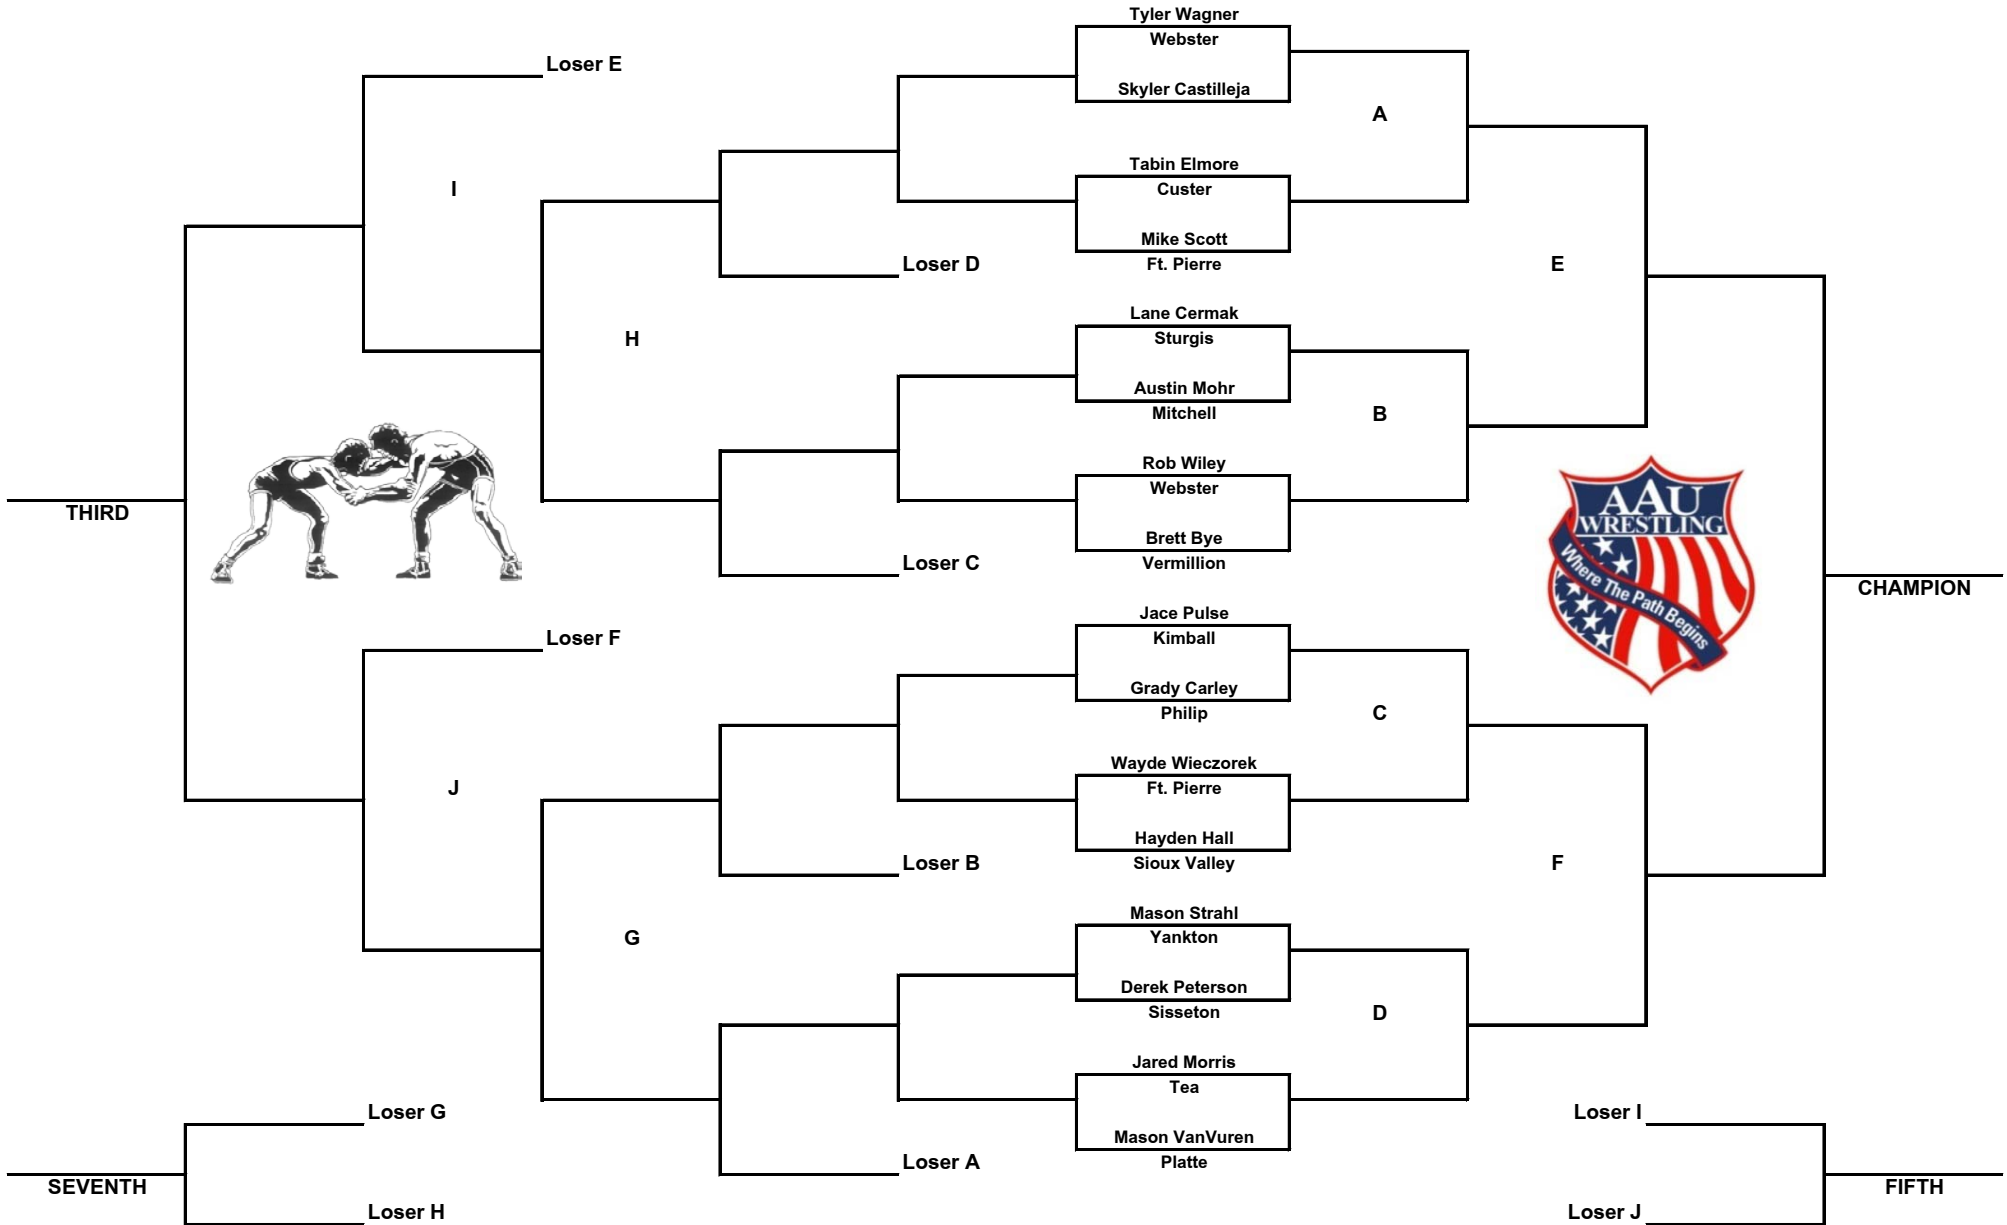 Tyler Wagner
Webster
Loser E
Skyler Castilleja
A
Tabin Elmore
I
Custer
Mike Scott
Loser D
Ft. Pierre
E
Lane Cermak
H
Sturgis
Austin Mohr
Mitchell
B
Rob Wiley
Webster
THIRD
AAU
WRESTLING
Where The Path Begins
Brett Bye
Loser C
Vermillion
CHAMPION
Jace Pulse
Loser F
Kimball
Grady Carley
Philip
C
Wayde Wieczorek
J
Ft. Pierre
Hayden Hall
Loser B
Sioux Valley
F
Mason Strahl
G
Yankton
Derek Peterson
Sisseton
D
Jared Morris
Tea
Loser G
Loser I
Mason VanVuren
Loser A
Platte
SEVENTH
FIFTH
Loser H
Loser J